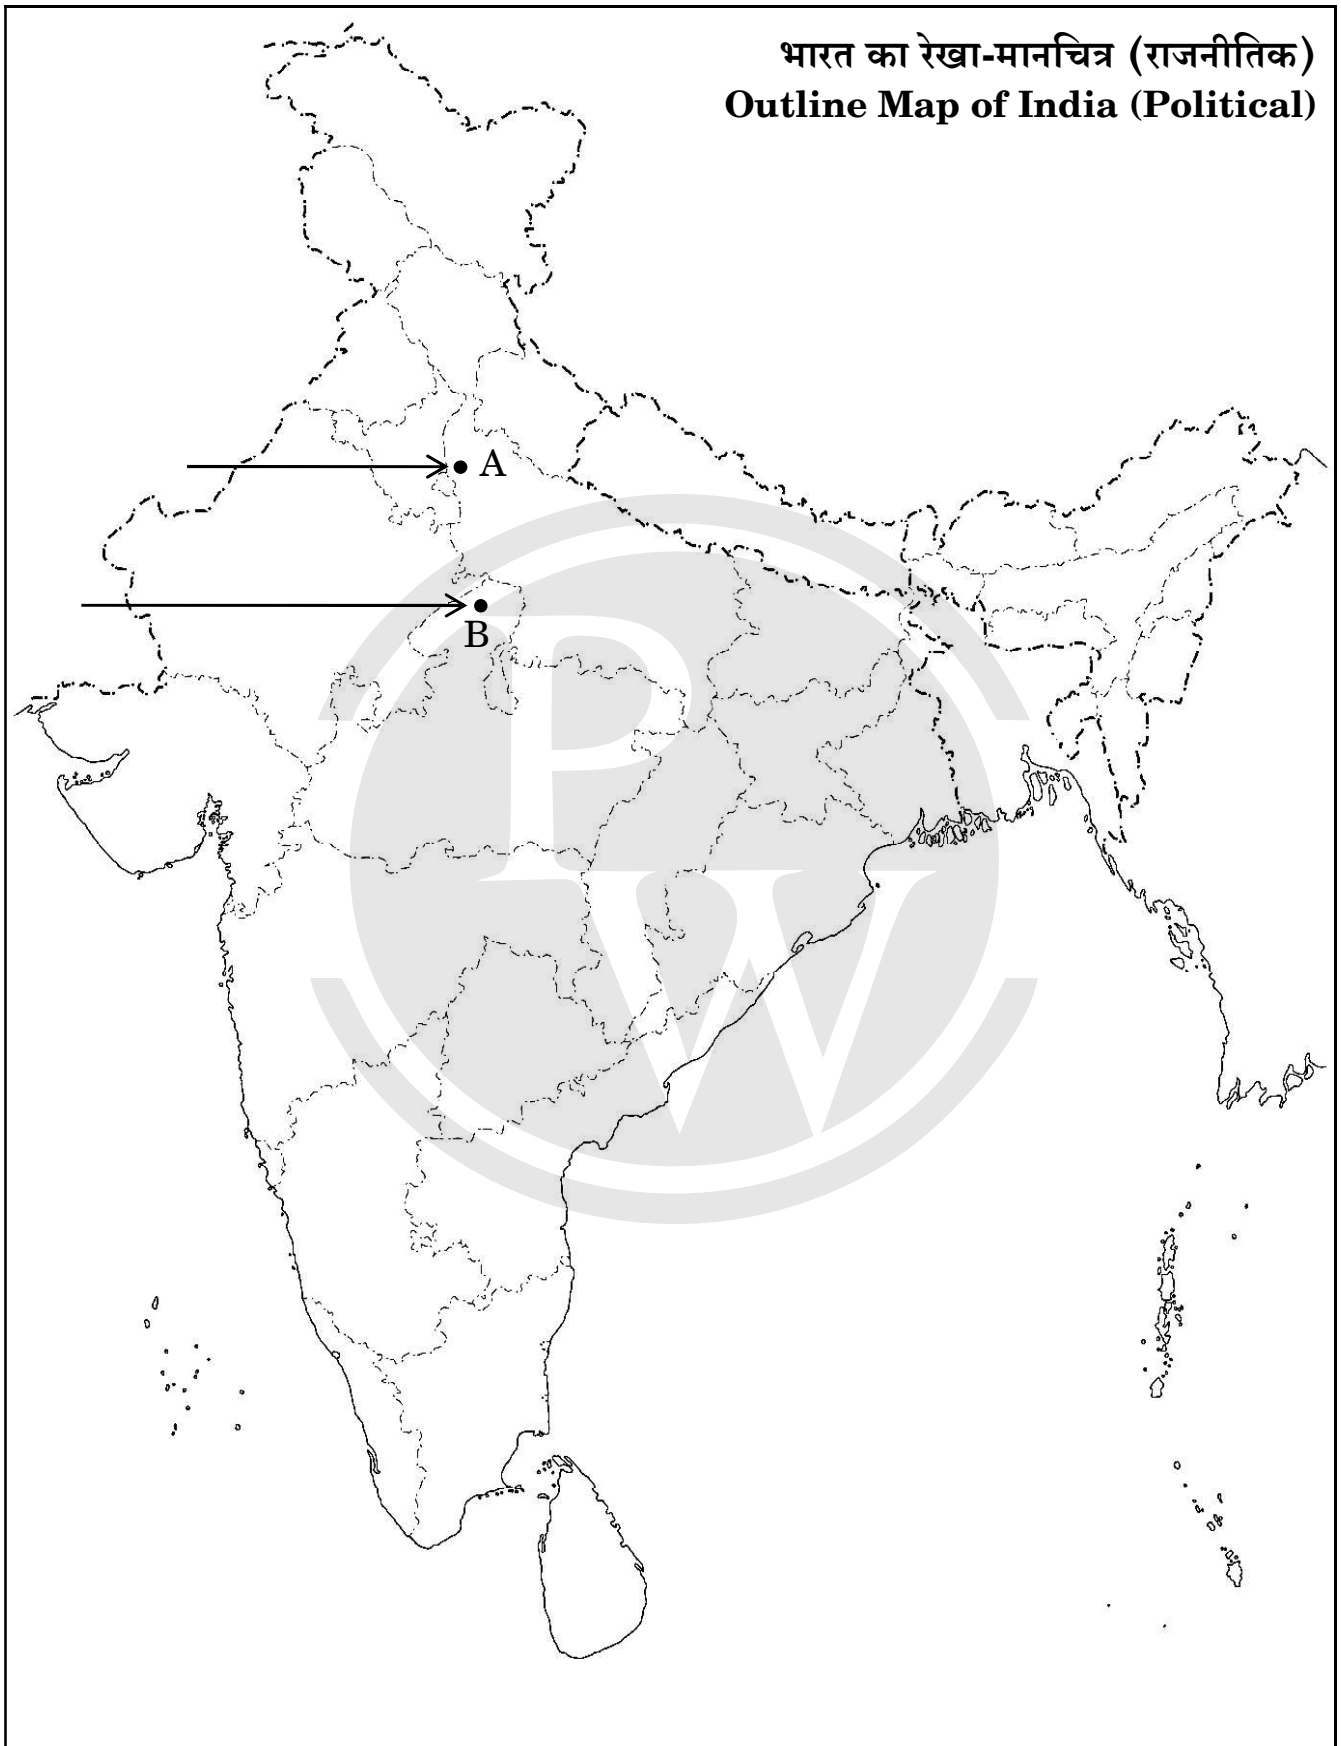 भारत का रेखा-मानचित्र (राजनीतिक)
Outline Map of India (Political)
A
B
P
W